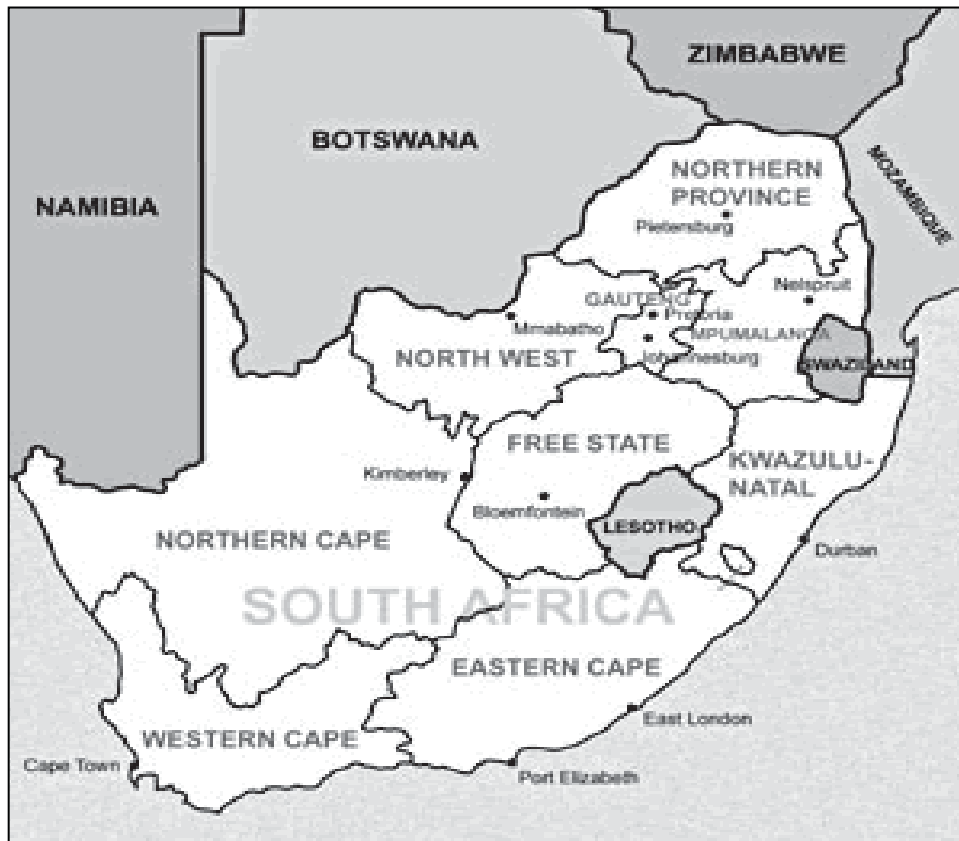 ZIMBABWE
BOTSWANA
MOZAMBIQUE
NORTHERN
PROVINCE
NAMIBIA
Pietersburg
Nelspruit
GAUTENG
Pretoria
Mmabatho
MPUMALANGA
NORTH WEST
Johannesburg
SWAZILAND
FREE STATE
KWAZULU-
NATAL
Kimberley
Bloemfontein
LESOTHO
NORTHERN CAPE
Durban
SOUTH AFRICA
EASTERN CAPE
East London
WESTERN CAPE
Cape Town
Port Elizabeth